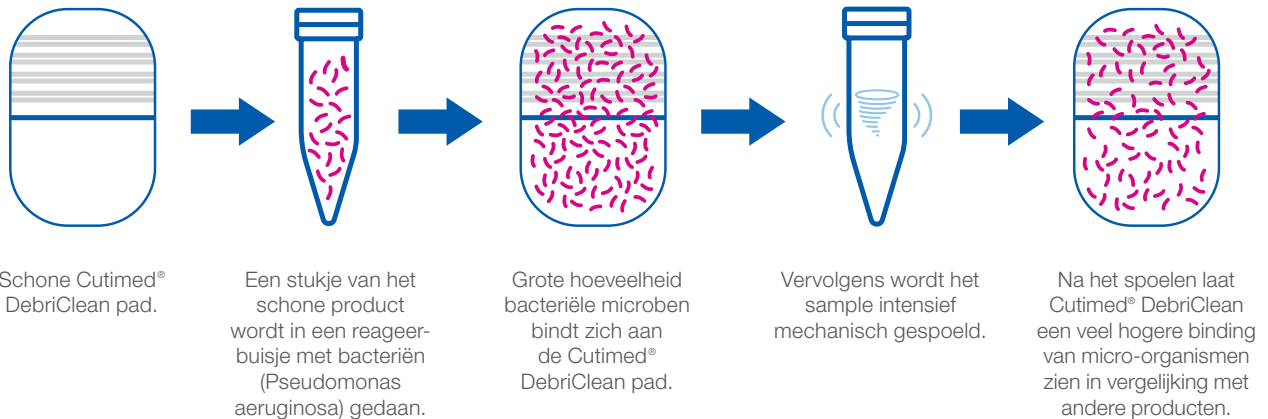 Schone Cutimed®
DebriClean pad.
Een stukje van het
schone product
wordt in een reageer-
buisje met bacteriën
(Pseudomonas
aeruginosa) gedaan.
Grote hoeveelheid
bacteriële microben
bindt zich aan
de Cutimed®
DebriClean pad.
Vervolgens wordt het
sample intensief
mechanisch gespoeld.
Na het spoelen laat
Cutimed® DebriClean
een veel hogere binding
van micro-organismen
zien in vergelijking met
andere producten.